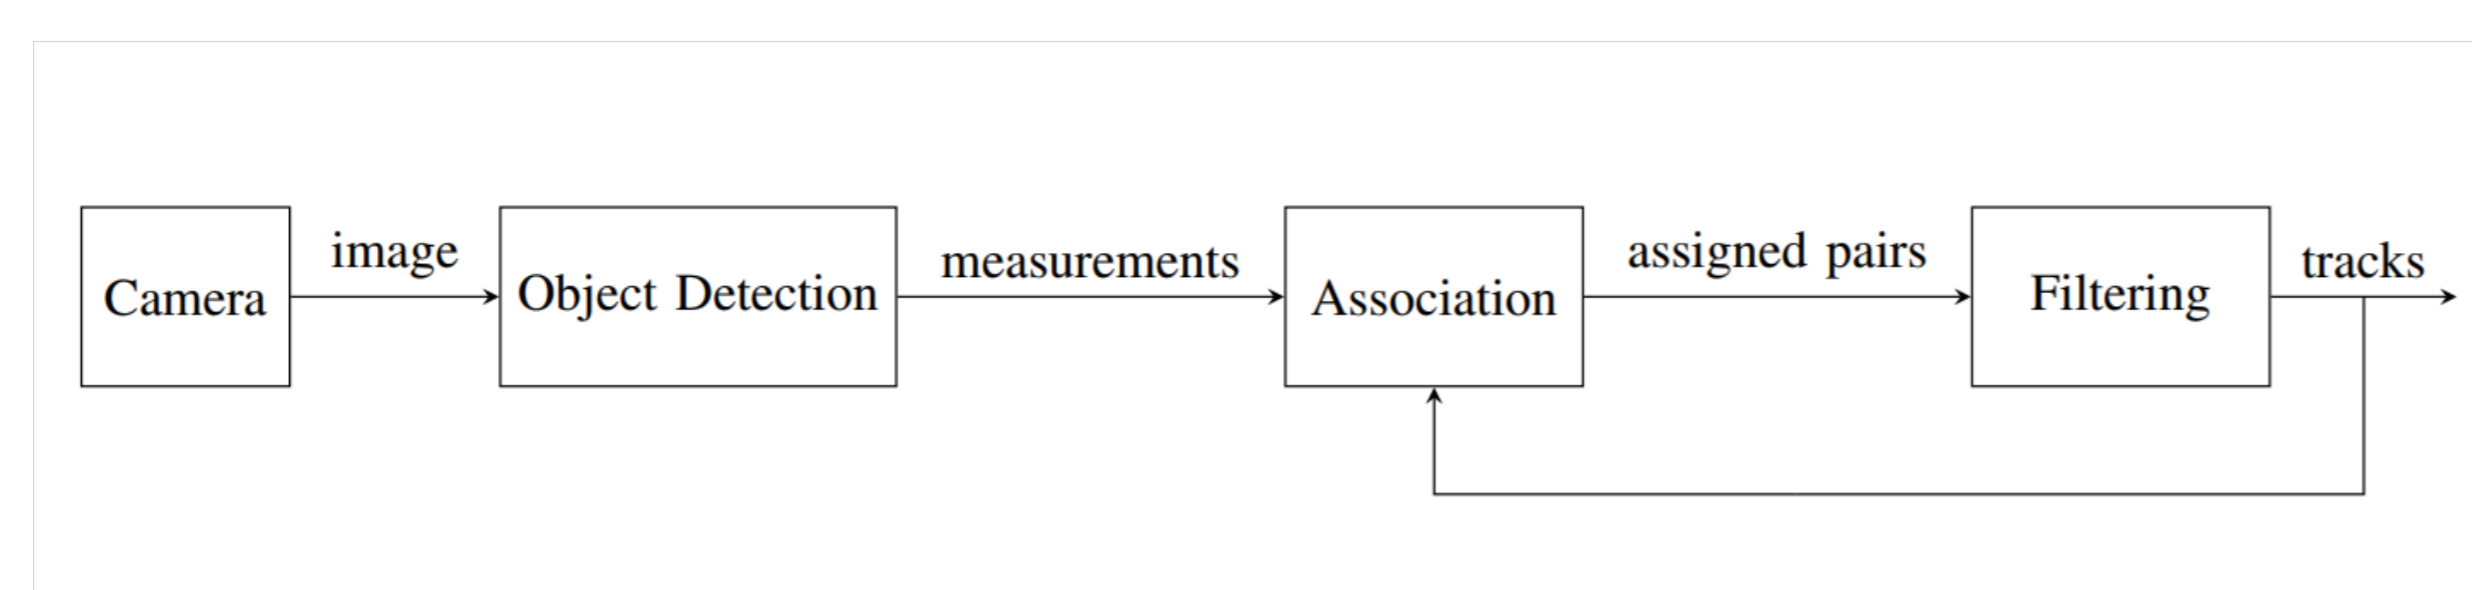 Camera
image
Object Detection
measurements
Association
assigned pairs
Filtering
tracks